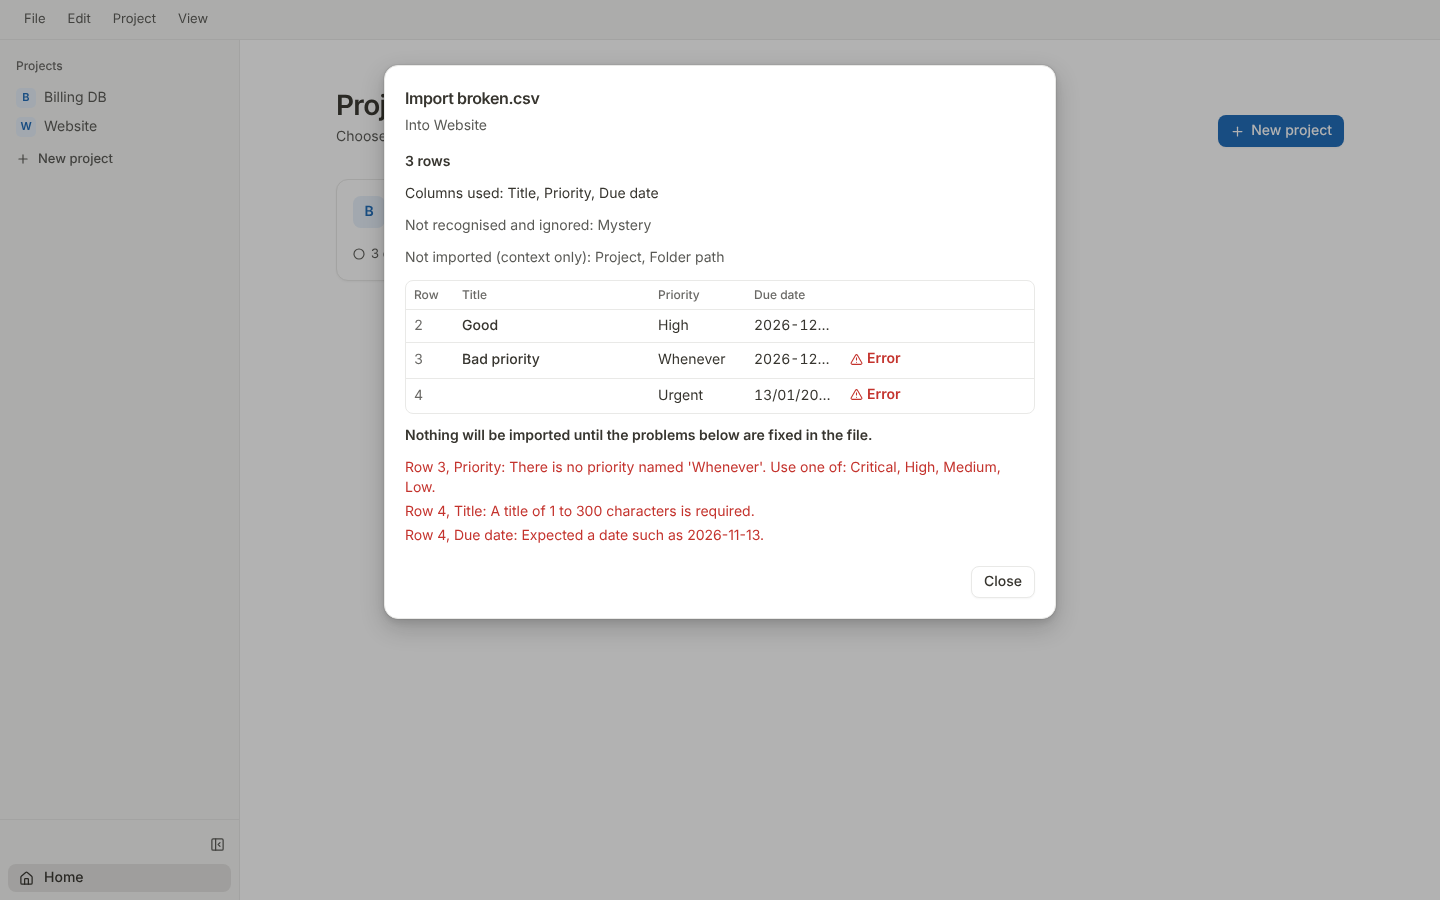 File Edit Project View
Projects
B Billing DB
W Website
New project
Home
Proj
Choose
New project
B
3
Import broken.csv
Into Website
3 rows
Columns used: Title, Priority, Due date
Not recognised and ignored: Mystery
Not imported (context only): Project, Folder path
Row Title Priority Due date
2 Good High 2026-12...
3 Bad priority Whenever 2026-12... Error
4 Urgent 13/01/20... Error
Nothing will be imported until the problems below are fixed in the file.
Row 3, Priority: There is no priority named 'Whenever'. Use one of: Critical, High, Medium,
Low.
Row 4, Title: A title of 1 to 300 characters is required.
Row 4, Due date: Expected a date such as 2026-11-13.
Close